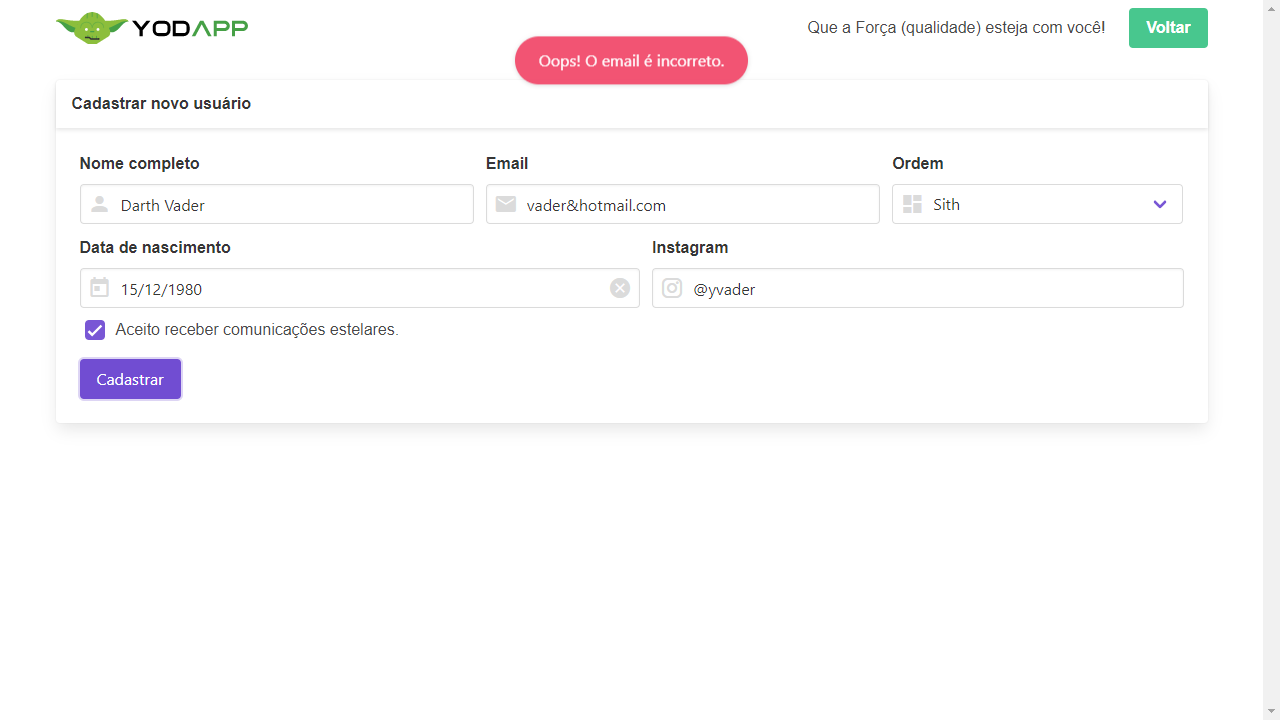 YODAPP
Que a Força (qualidade) esteja com você!
Voltar
Oops! O email é incorreto.
Cadastrar novo usuário
Nome completo
Email
Ordem
Darth Vader
vader&hotmail.com
Sith
Data de nascimento
Instagram
15/12/1980
@yvader
Aceito receber comunicações estelares.
Cadastrar